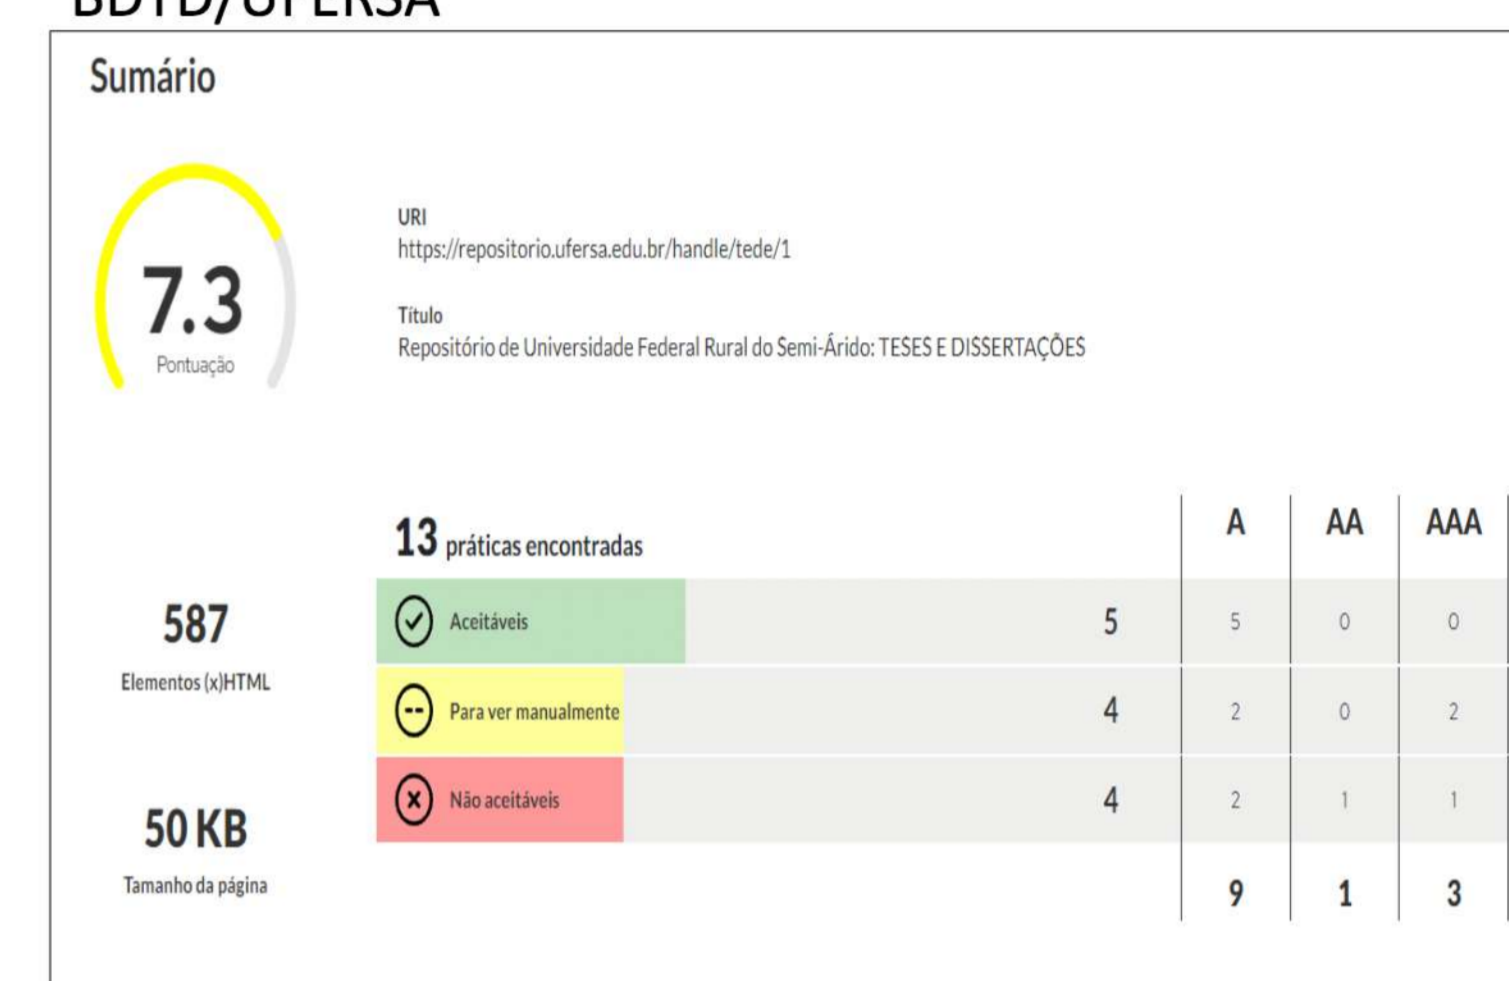 BDTD/UFERSA
Sumário
7.3
Pontuação
URI
https://repositorio.ufersa.edu.br/handle/tede/1
Título
Repositório de Universidade Federal Rural do Semi-Árido: TESES E DISSERTAÇÕES
13 práticas encontradas
A AA AAA
587
Elementos (x)HTML
Aceitáveis 5 5 0 0
Para ver manualmente 4 2 0 2
Não aceitáveis 4 2 1 1
50 KB
Tamanho da página
9 1 3